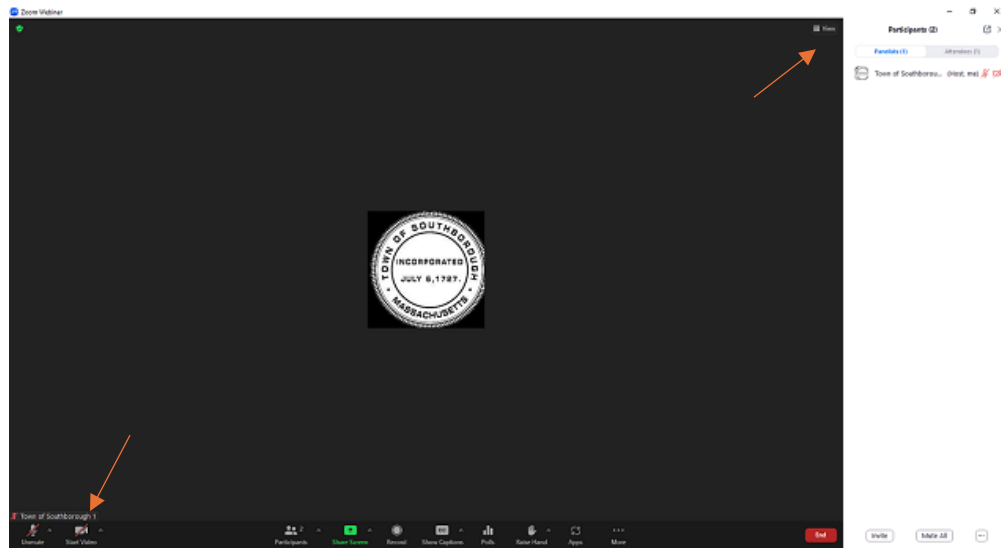 Zoom Webinar
View
Participants (2)
Panelists (1) Attendees (1)
Town of Southborou... (Host, me)
TOWN OF SOUTHBOROUGH
INCORPORATED
JULY 6, 1727.
MASSACHUSETTS
Town of Southborough 1
Unmute Start Video Participants 2 Share Screen Record Show Captions Polls Raise Hand Apps More End
Invite Mute All